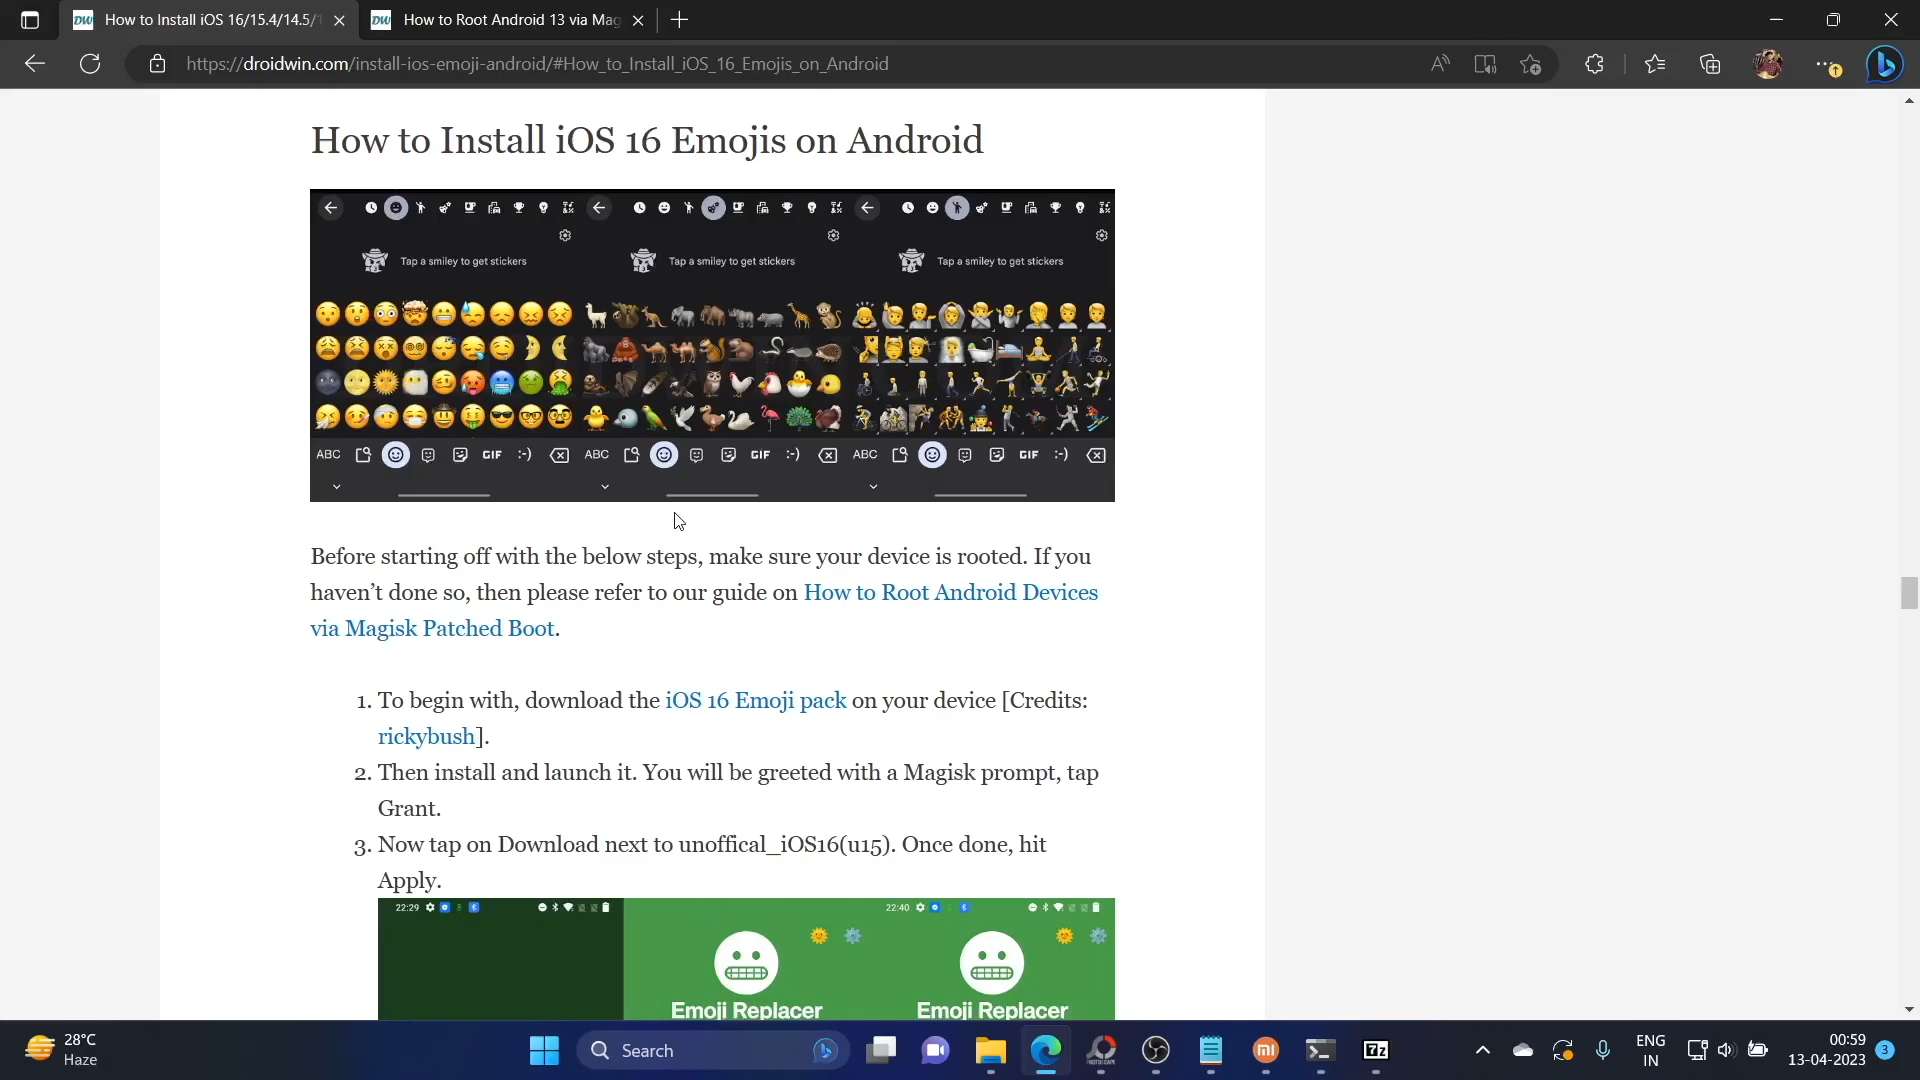 How to Install iOS 16/15.4/14.5/1
How to Root Android 13 via Mag
https://droidwin.com/install-ios-emoji-android/#How_to_Install_iOS_16_Emojis_on_Android
How to Install iOS 16 Emojis on Android
Tap a smiley to get stickers
Tap a smiley to get stickers
Tap a smiley to get stickers
ABC GIF :-) ABC GIF :-) ABC GIF :-)
Before starting off with the below steps, make sure your device is rooted. If you
haven’t done so, then please refer to our guide on How to Root Android Devices
via Magisk Patched Boot.
1. To begin with, download the iOS 16 Emoji pack on your device [Credits:
rickybush].
2. Then install and launch it. You will be greeted with a Magisk prompt, tap
Grant.
3. Now tap on Download next to unoffical_iOS16(u15). Once done, hit
Apply.
22:29
22:40
Emoji Replacer
Emoji Replacer
28°C
Haze
Search
mi
7z
ENG
IN
00:59
13-04-2023
3